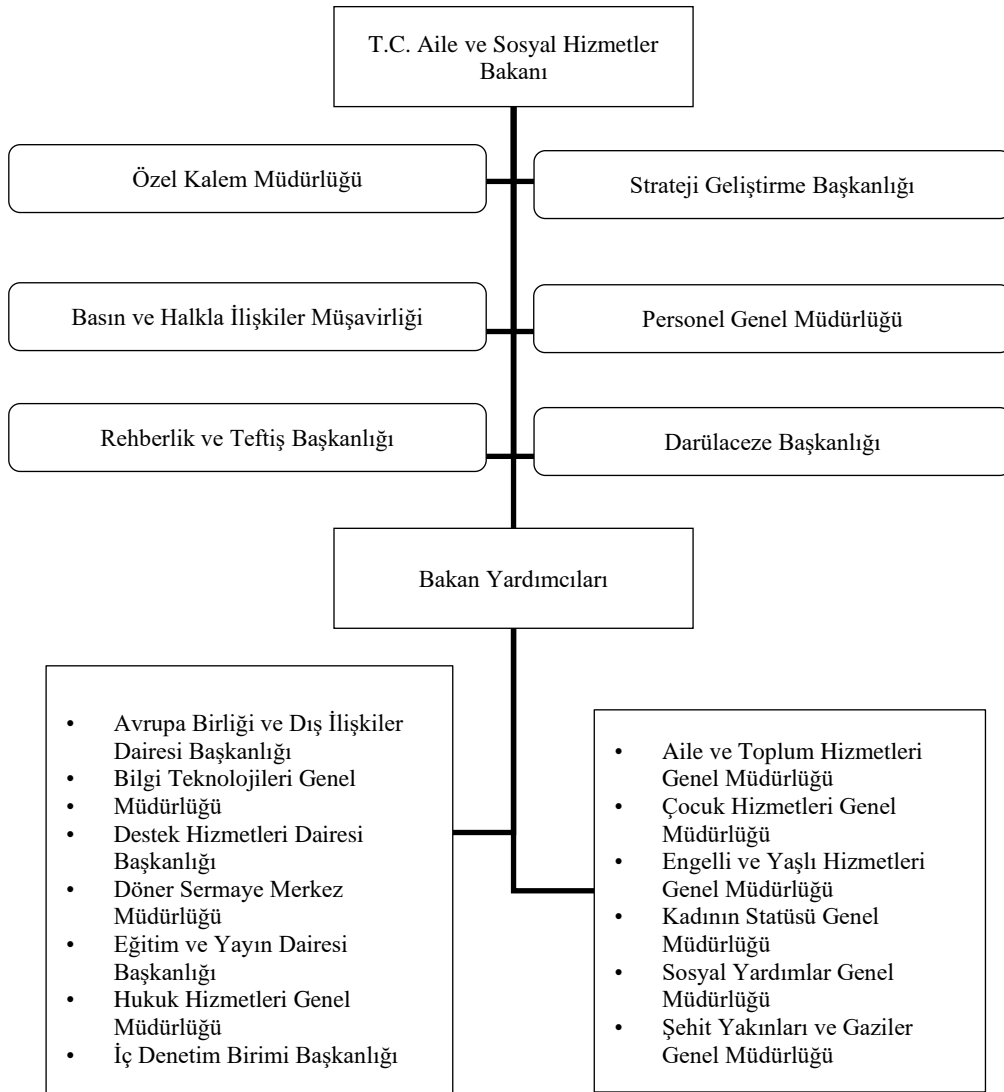 T.C. Aile ve Sosyal Hizmetler
Bakanı
Özel Kalem Müdürlüğü
Strateji Geliştirme Başkanlığı
Basın ve Halkla İlişkiler Müşavirliği
Personel Genel Müdürlüğü
Rehberlik ve Teftiş Başkanlığı
Darülaceze Başkanlığı
Bakan Yardımcıları
• Avrupa Birliği ve Dış İlişkiler
Dairesi Başkanlığı
• Bilgi Teknolojileri Genel
• Müdürlüğü
• Destek Hizmetleri Dairesi
Başkanlığı
• Döner Sermaye Merkez
Müdürlüğü
• Eğitim ve Yayın Dairesi
Başkanlığı
• Hukuk Hizmetleri Genel
Müdürlüğü
• İç Denetim Birimi Başkanlığı
• Aile ve Toplum Hizmetleri
Genel Müdürlüğü
• Çocuk Hizmetleri Genel
Müdürlüğü
• Engelli ve Yaşlı Hizmetleri
Genel Müdürlüğü
• Kadının Statüsü Genel
Müdürlüğü
• Sosyal Yardımlar Genel
Müdürlüğü
• Şehit Yakınları ve Gaziler
Genel Müdürlüğü